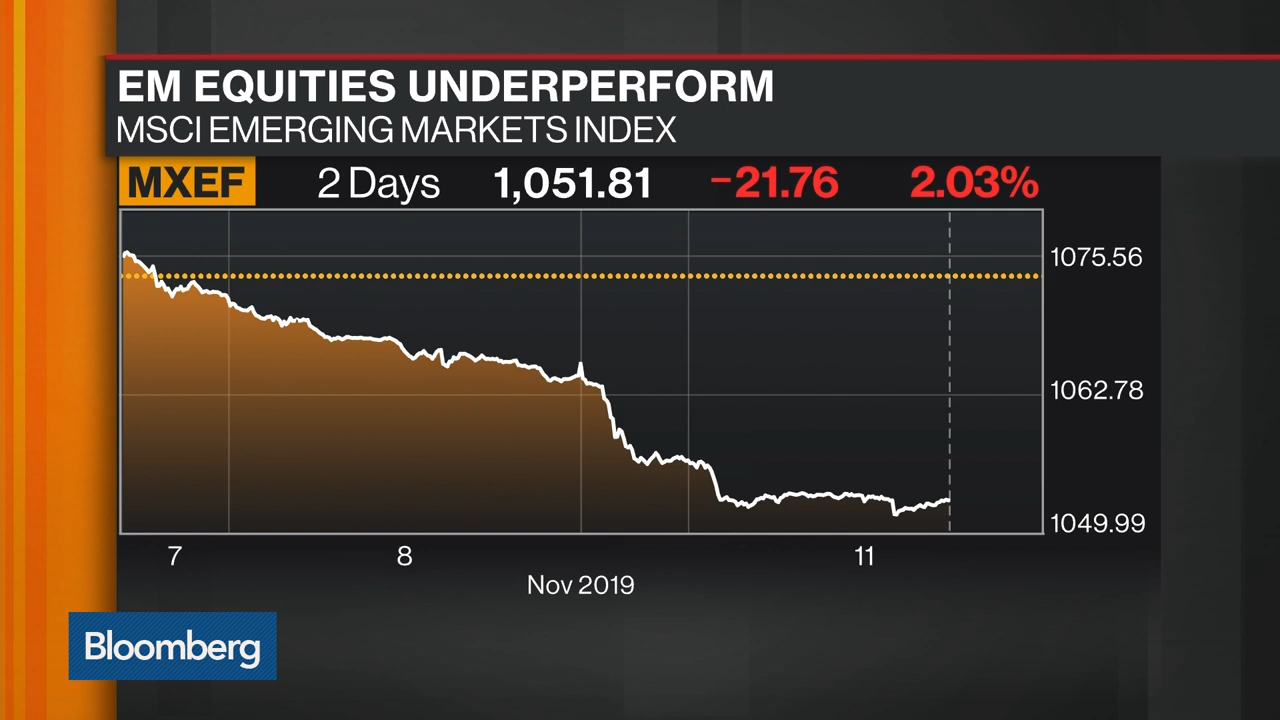 EM EQUITIES UNDERPERFORM
MSCI EMERGING MARKETS INDEX
MXEF 2 Days 1,051.81 −21.76 2.03%
1075.56
1062.78
1049.99
7 8 11
Nov 2019
Bloomberg